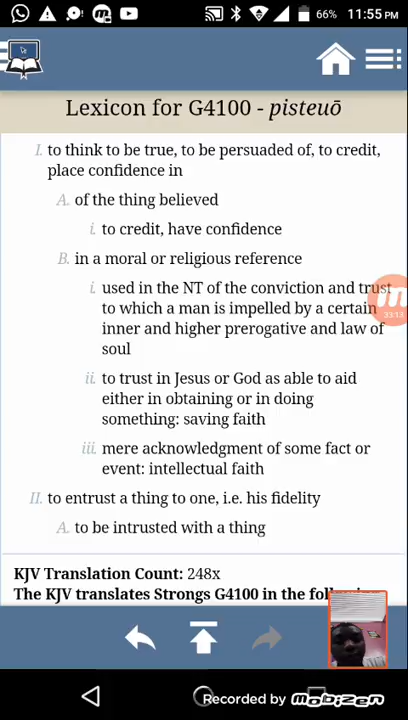 66% 11:55 PM
Lexicon for G4100 - pisteuō
I. to think to be true, to be persuaded of, to credit,
place confidence in
A. of the thing believed
i. to credit, have confidence
B. in a moral or religious reference
i. used in the NT of the conviction and trust
to which a man is impelled by a certain
33:13
inner and higher prerogative and law of
soul
ii. to trust in Jesus or God as able to aid
either in obtaining or in doing
something: saving faith
iii. mere acknowledgment of some fact or
event: intellectual faith
II. to entrust a thing to one, i.e. his fidelity
A. to be intrusted with a thing
KJV Translation Count: 248x
The KJV translates Strongs G4100 in the
Recorded by mobizen